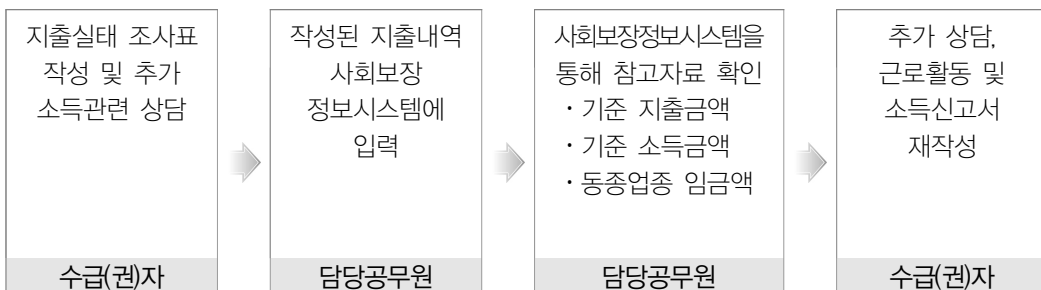 지출실태 조사표
작성 및 추가
소득관련 상담
수급(권)자
작성된 지출내역
사회보장
정보시스템에
입력
담당공무원
사회보장정보시스템을
통해 참고자료 확인
・기준 지출금액
・기준 소득금액
・동종업종 임금액
담당공무원
추가 상담,
근로활동 및
소득신고서
재작성
수급(권)자